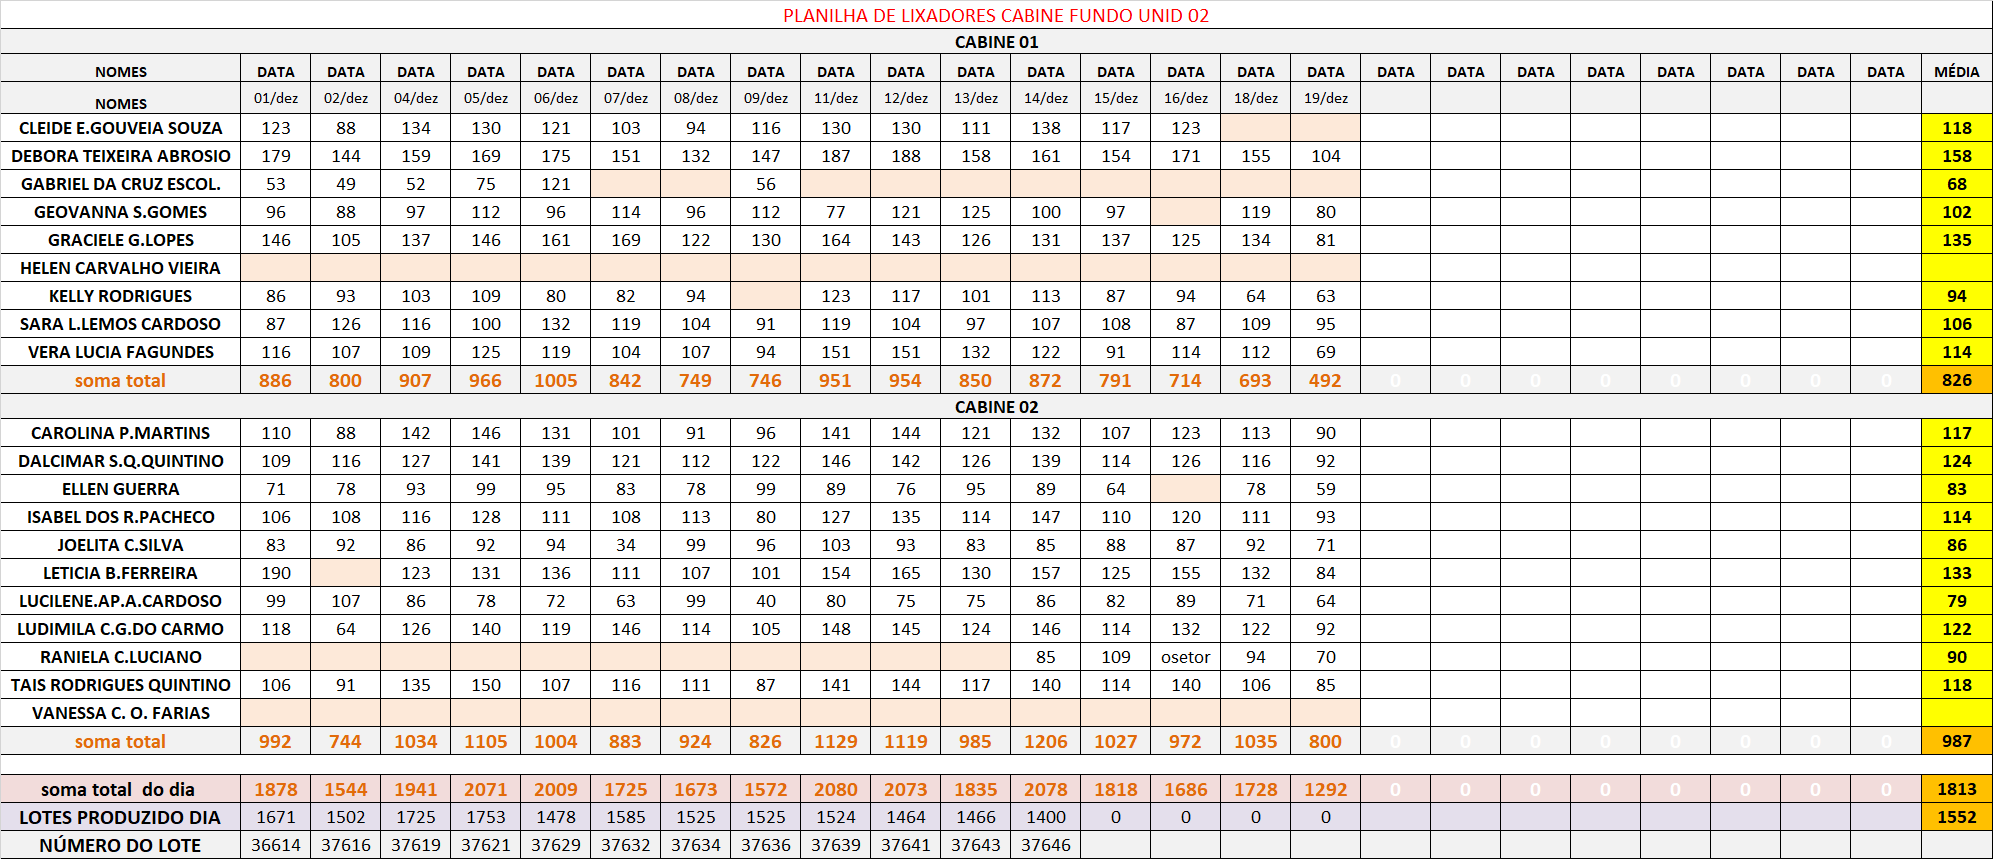 PLANILHA DE LIXADORES CABINE FUNDO UNID 02
CABINE 01
NOMES DATA DATA DATA DATA DATA DATA DATA DATA DATA DATA DATA DATA DATA DATA DATA DATA DATA DATA DATA DATA DATA DATA DATA DATA MÉDIA
NOMES 01/dez 02/dez 04/dez 05/dez 06/dez 07/dez 08/dez 09/dez 11/dez 12/dez 13/dez 14/dez 15/dez 16/dez 18/dez 19/dez
CLEIDE E.GOUVEIA SOUZA 123 88 134 130 121 103 94 116 130 130 111 138 117 123 118
DEBORA TEIXEIRA ABROSIO 179 144 159 169 175 151 132 147 187 188 158 161 154 171 155 104 158
GABRIEL DA CRUZ ESCOL. 53 49 52 75 121 56 68
GEOVANNA S.GOMES 96 88 97 112 96 114 96 112 77 121 125 100 97 119 80 102
GRACIELE G.LOPES 146 105 137 146 161 169 122 130 164 143 126 131 137 125 134 81 135
HELEN CARVALHO VIEIRA
KELLY RODRIGUES 86 93 103 109 80 82 94 123 117 101 113 87 94 64 63 94
SARA L.LEMOS CARDOSO 87 126 116 100 132 119 104 91 119 104 97 107 108 87 109 95 106
VERA LUCIA FAGUNDES 116 107 109 125 119 104 107 94 151 151 132 122 91 114 112 69 114
soma total 886 800 907 966 1005 842 749 746 951 954 850 872 791 714 693 492 0 0 0 0 0 0 0 0 826
CABINE 02
CAROLINA P.MARTINS 110 88 142 146 131 101 91 96 141 144 121 132 107 123 113 90 117
DALCIMAR S.Q.QUINTINO 109 116 127 141 139 121 112 122 146 142 126 139 114 126 116 92 124
ELLEN GUERRA 71 78 93 99 95 83 78 99 89 76 95 89 64 78 59 83
ISABEL DOS R.PACHECO 106 108 116 128 111 108 113 80 127 135 114 147 110 120 111 93 114
JOELITA C.SILVA 83 92 86 92 94 34 99 96 103 93 83 85 88 87 92 71 86
LETICIA B.FERREIRA 190 123 131 136 111 107 101 154 165 130 157 125 155 132 84 133
LUCILENE.AP.A.CARDOSO 99 107 86 78 72 63 99 40 80 75 75 86 82 89 71 64 79
LUDIMILA C.G.DO CARMO 118 64 126 140 119 146 114 105 148 145 124 146 114 132 122 92 122
RANIELA C.LUCIANO 85 109 osetor 94 70 90
TAIS RODRIGUES QUINTINO 106 91 135 150 107 116 111 87 141 144 117 140 114 140 106 85 118
VANESSA C. O. FARIAS
soma total 992 744 1034 1105 1004 883 924 826 1129 1119 985 1206 1027 972 1035 800 0 0 0 0 0 0 0 0 987
soma total do dia 1878 1544 1941 2071 2009 1725 1673 1572 2080 2073 1835 2078 1818 1686 1728 1292 0 0 0 0 0 0 0 0 1813
LOTES PRODUZIDO DIA 1671 1502 1725 1753 1478 1585 1525 1525 1524 1464 1466 1400 0 0 0 0 1552
NÚMERO DO LOTE 36614 37616 37619 37621 37629 37632 37634 37636 37639 37641 37643 37646